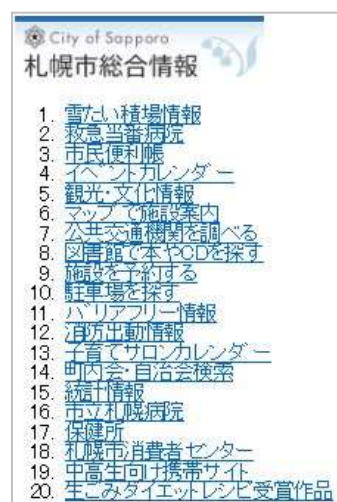 City of Sapporo
札幌市総合情報
1. 雪たい積場情報
2. 救急当番病院
3. 市民便利帳
4. イベントカレンダー
5. 観光・文化情報
6. マップで施設案内
7. 公共交通機関を調べる
8. 図書館で本やCDを探す
9. 施設を予約する
10. 駐車場を探す
11. バリアフリー情報
12. 消防出動情報
13. 子育てサロンカレンダー
14. 町内会・自治会検索
15. 統計情報
16. 市立札幌病院
17. 保健所
18. 札幌市消費者センター
19. 中高生向け携帯サイト
20. 生ごみダイエットレシピ受賞作品